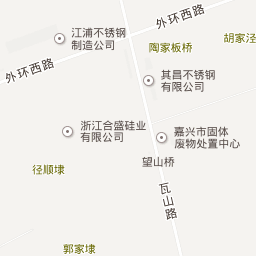 江浦不锈钢
制造公司
外环西路
陶家板桥
胡家泾
外环西路
其昌不锈钢
有限公司
浙江合盛硅业
有限公司
嘉兴市固体
废物处置中心
望山桥
径顺埭
瓦山路
郭家埭